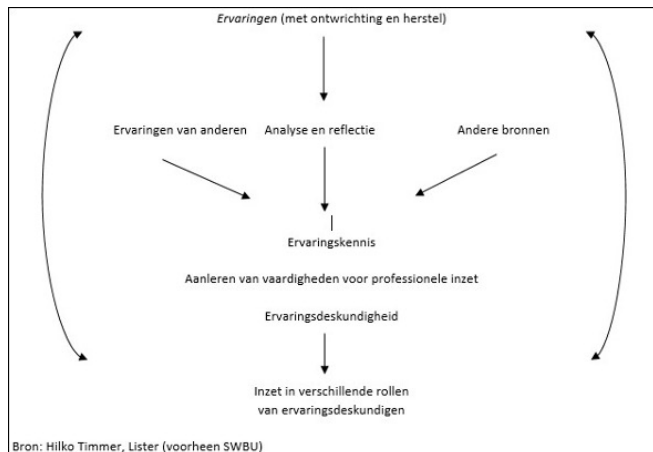 Ervaringen (met ontwrichting en herstel)
Ervaringen van anderen
Analyse en reflectie
Andere bronnen
Ervaringskennis
Aanleren van vaardigheden voor professionele inzet
Ervaringsdeskundigheid
Inzet in verschillende rollen
van ervaringsdeskundigen
Bron: Hilko Timmer, Lister (voorheen SWBU)